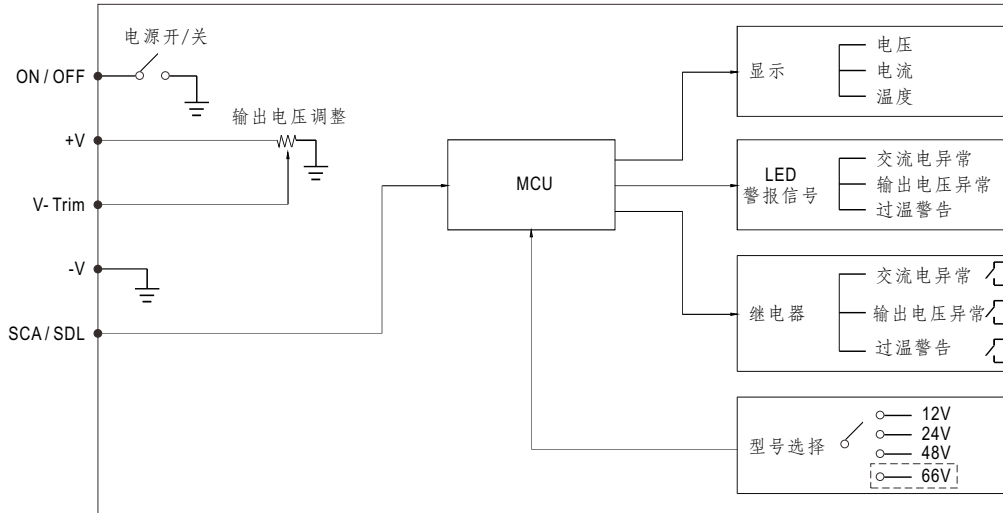 电源开/关
ON / OFF
输出电压调整
+V
V- Trim
-V
SCA / SDL
MCU
显示
电压
电流
温度
LED
警报信号
交流电异常
输出电压异常
过温警告
继电器
交流电异常
输出电压异常
过温警告
型号选择
12V
24V
48V
66V